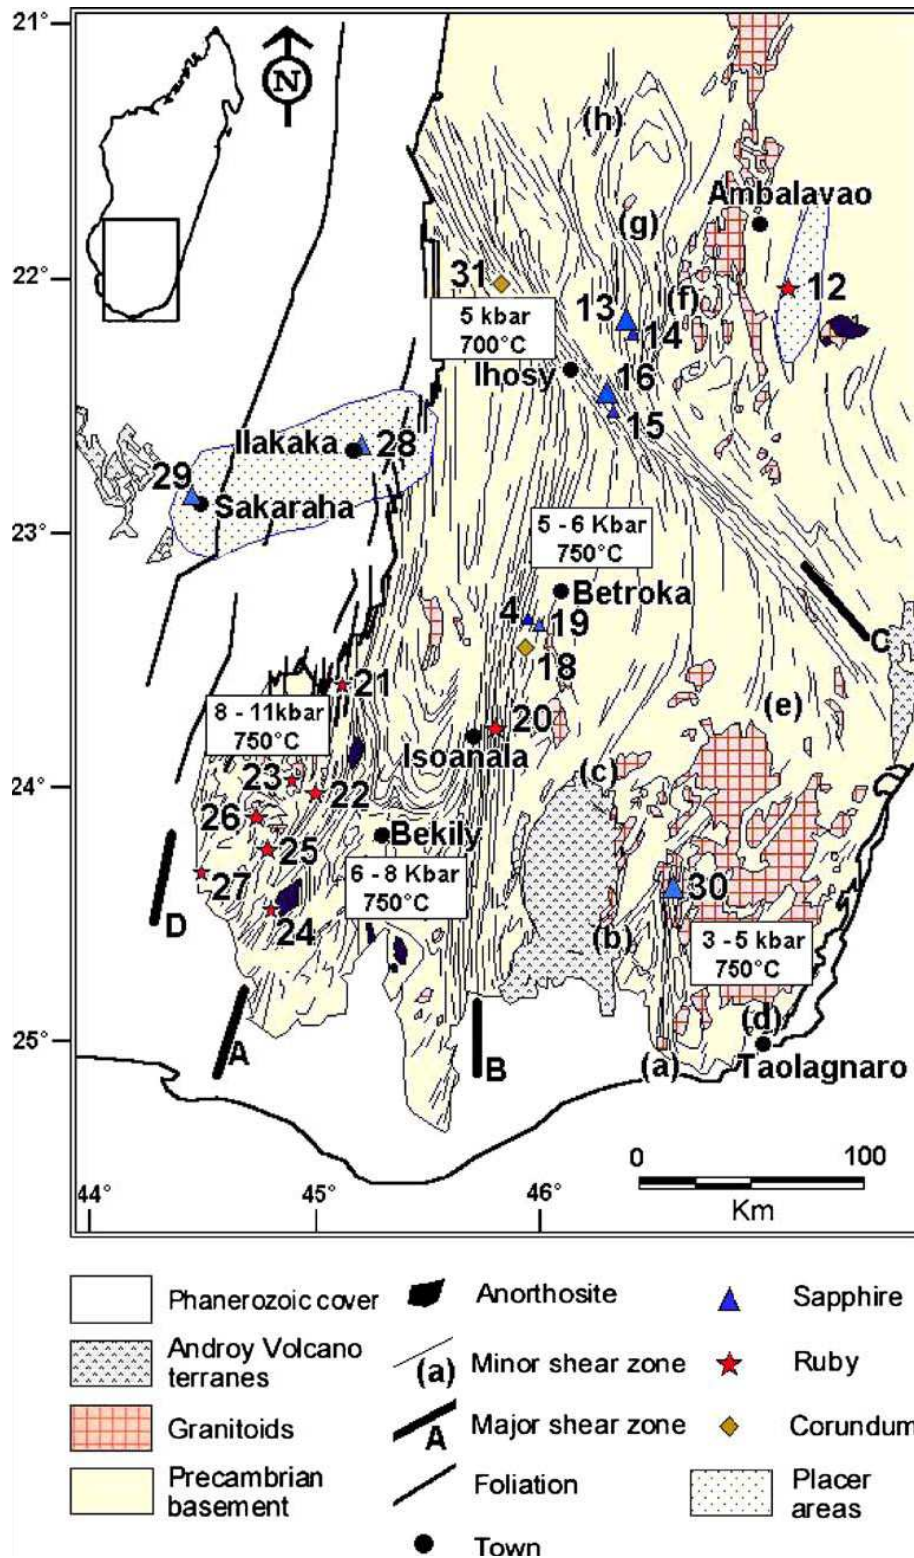 21°
N
(h)
Ambalavao
(g)
22°
31
12
13
(f)
5 kbar
700°C
14
Ihosy
16
15
Ilakaka
28
29
Sakaraha
23°
5 - 6 Kbar
750°C
Betroka
4
19
C
18
21
8 - 11kbar
750°C
(e)
20
Isoanala
(c)
24°
23
22
26
Bekily
25
6 - 8 Kbar
750°C
27
30
24
D
(b)
3 - 5 kbar
750°C
25°
(d)
A
B
(a)
Taolagnaro
0
100
Km
44°
45°
46°
Phanerozoic cover
Anorthosite
Sapphire
Androy Volcano
terranes
(a)
Minor shear zone
Ruby
Granitoids
A
Major shear zone
Corundum
Precambrian
basement
Foliation
Placer
areas
Town